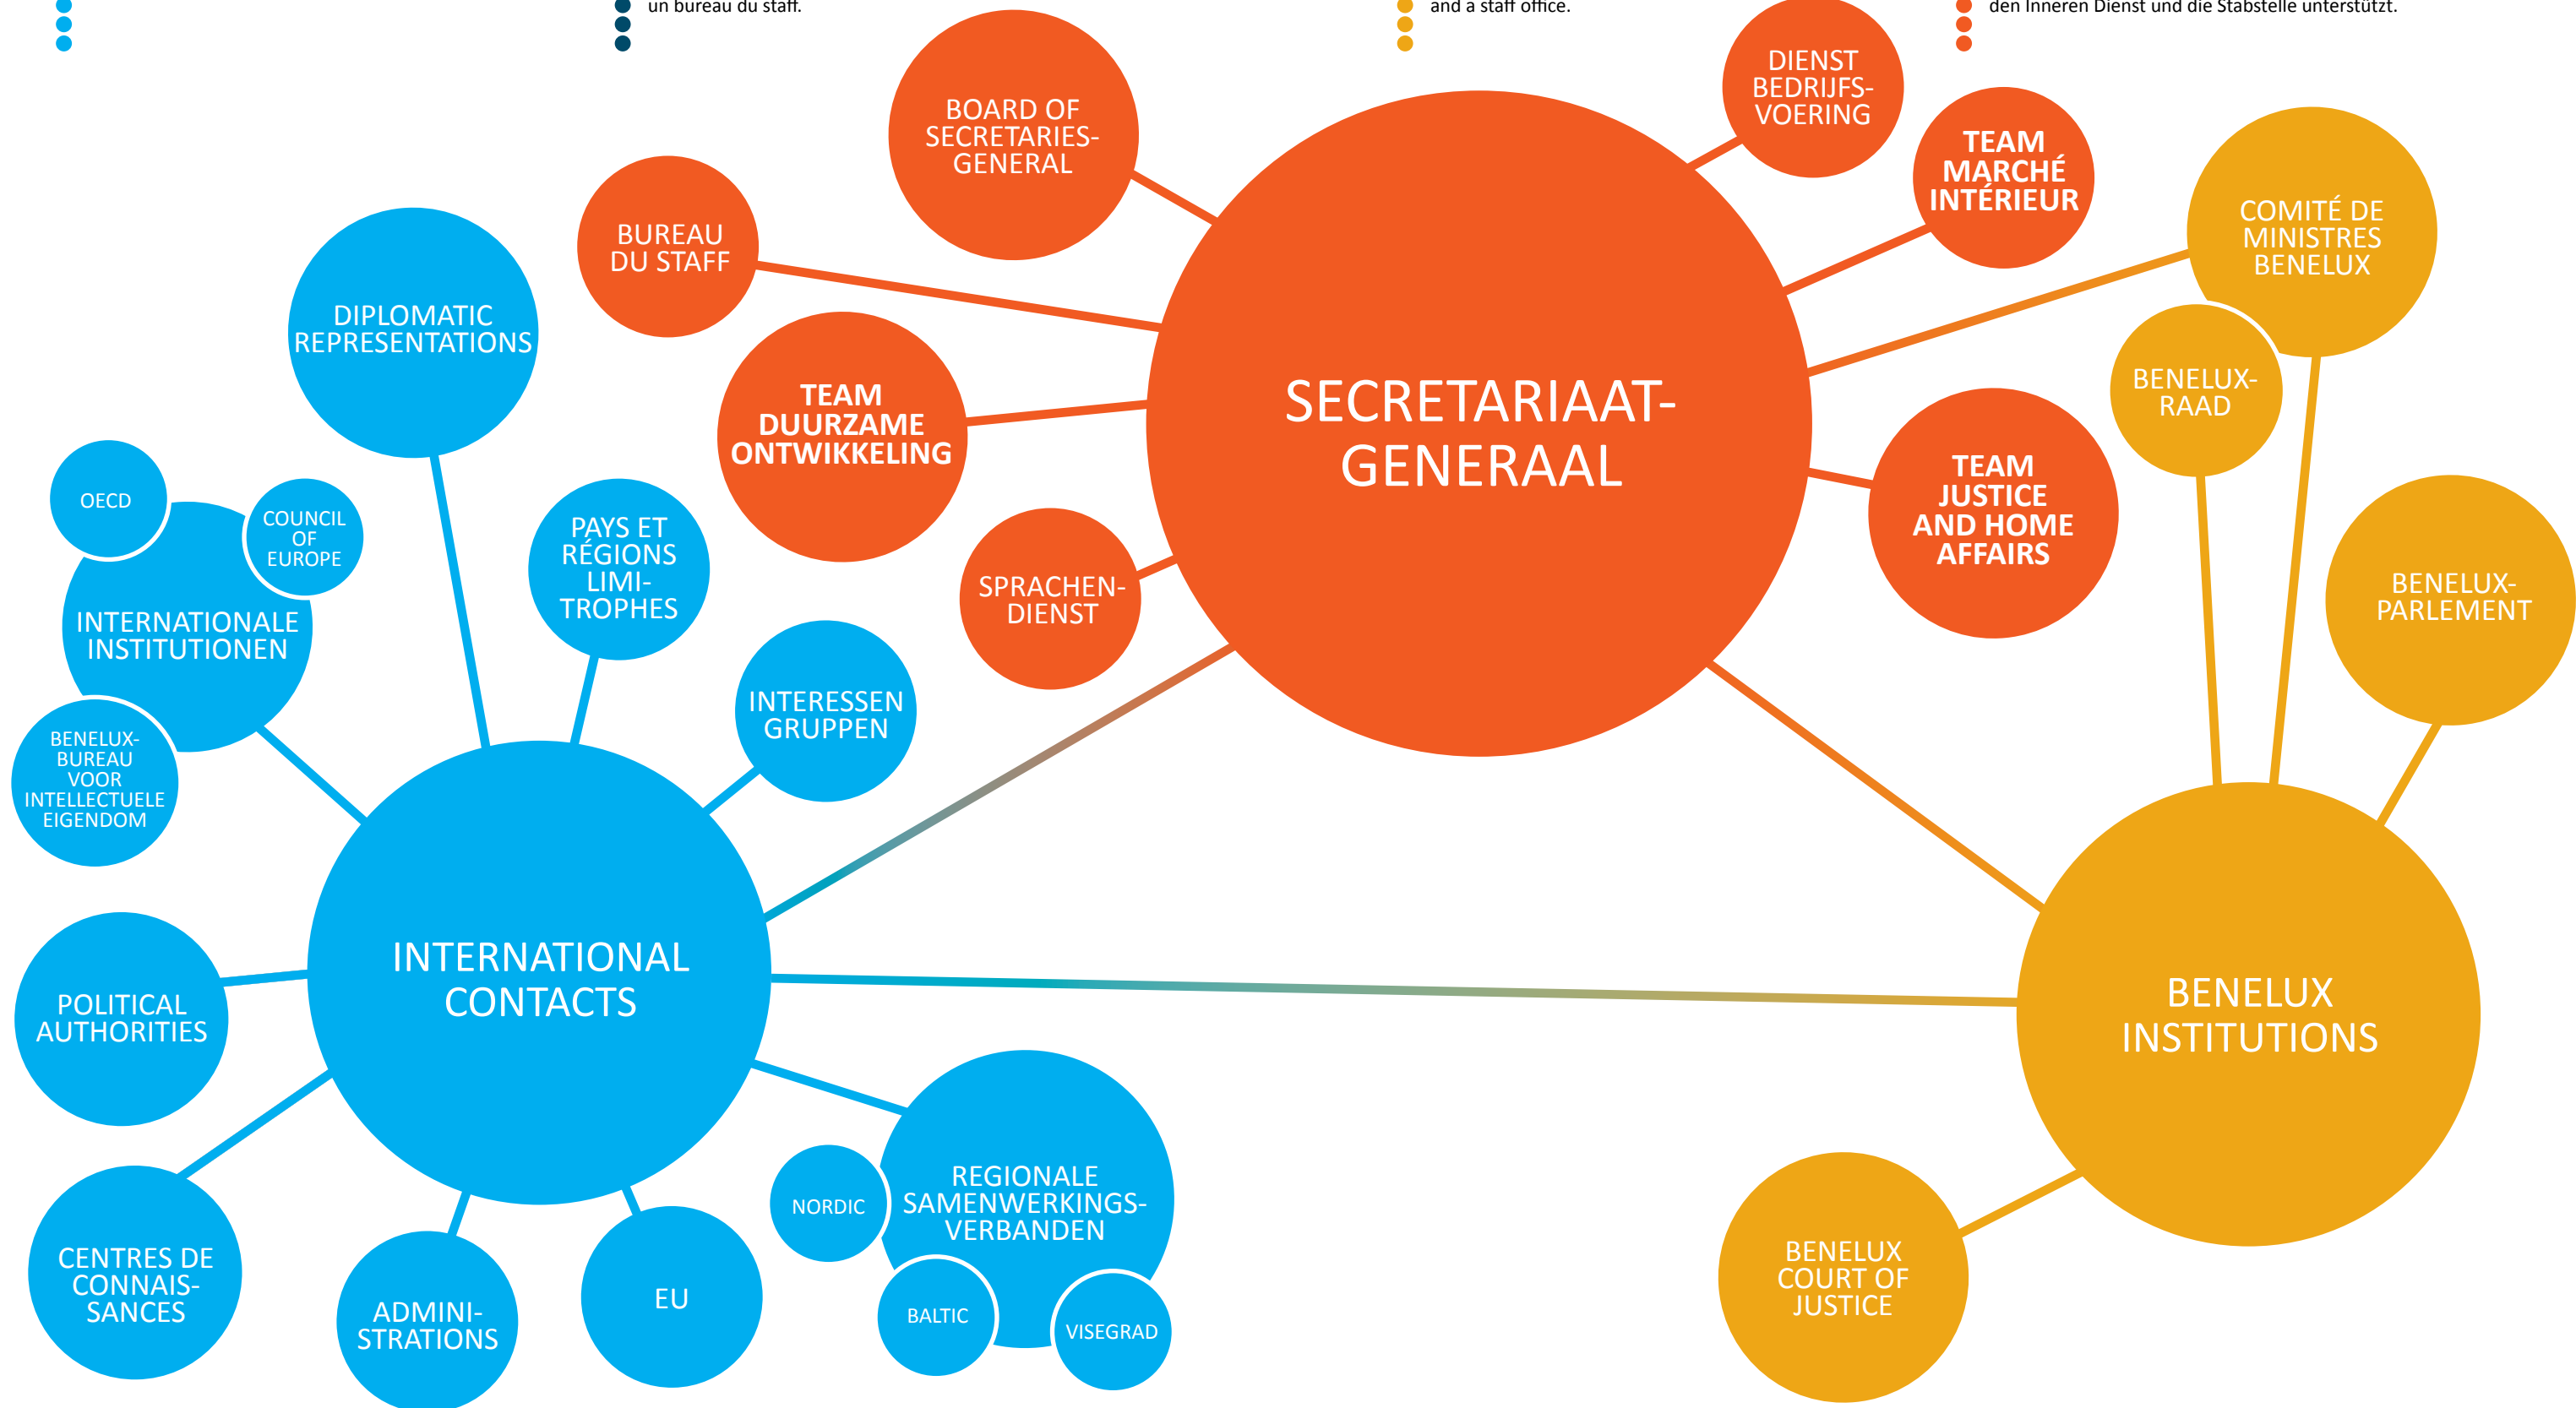 un bureau du staff.
and a staff office.
den Inneren Dienst und die Stabstelle unterstützt.
BOARD OF
SECRETARIES-
GENERAL
DIENST
BEDRIJFS-
VOERING
TEAM
MARCHÉ
INTÉRIEUR
BUREAU
DU STAFF
COMITÉ DE
MINISTRES
BENELUX
DIPLOMATIC
REPRESENTATIONS
BENELUX-
RAAD
TEAM
DUURZAME
ONTWIKKELING
SECRETARIAAT-
GENERAAL
TEAM
JUSTICE
AND HOME
AFFAIRS
OECD
COUNCIL
OF
EUROPE
PAYS ET
RÉGIONS
LIMI-
TROPHES
SPRACHEN-
DIENST
BENELUX-
PARLEMENT
INTERNATIONALE
INSTITUTIONEN
INTERESSEN
GRUPPEN
BENELUX-
BUREAU
VOOR
INTELLECTUELE
EIGENDOM
INTERNATIONAL
CONTACTS
BENELUX
INSTITUTIONS
POLITICAL
AUTHORITIES
REGIONALE
SAMENWERKINGS-
VERBANDEN
NORDIC
BALTIC
VISEGRAD
CENTRES DE
CONNAIS-
SANCES
ADMINI-
STRATIONS
EU
BENELUX
COURT OF
JUSTICE